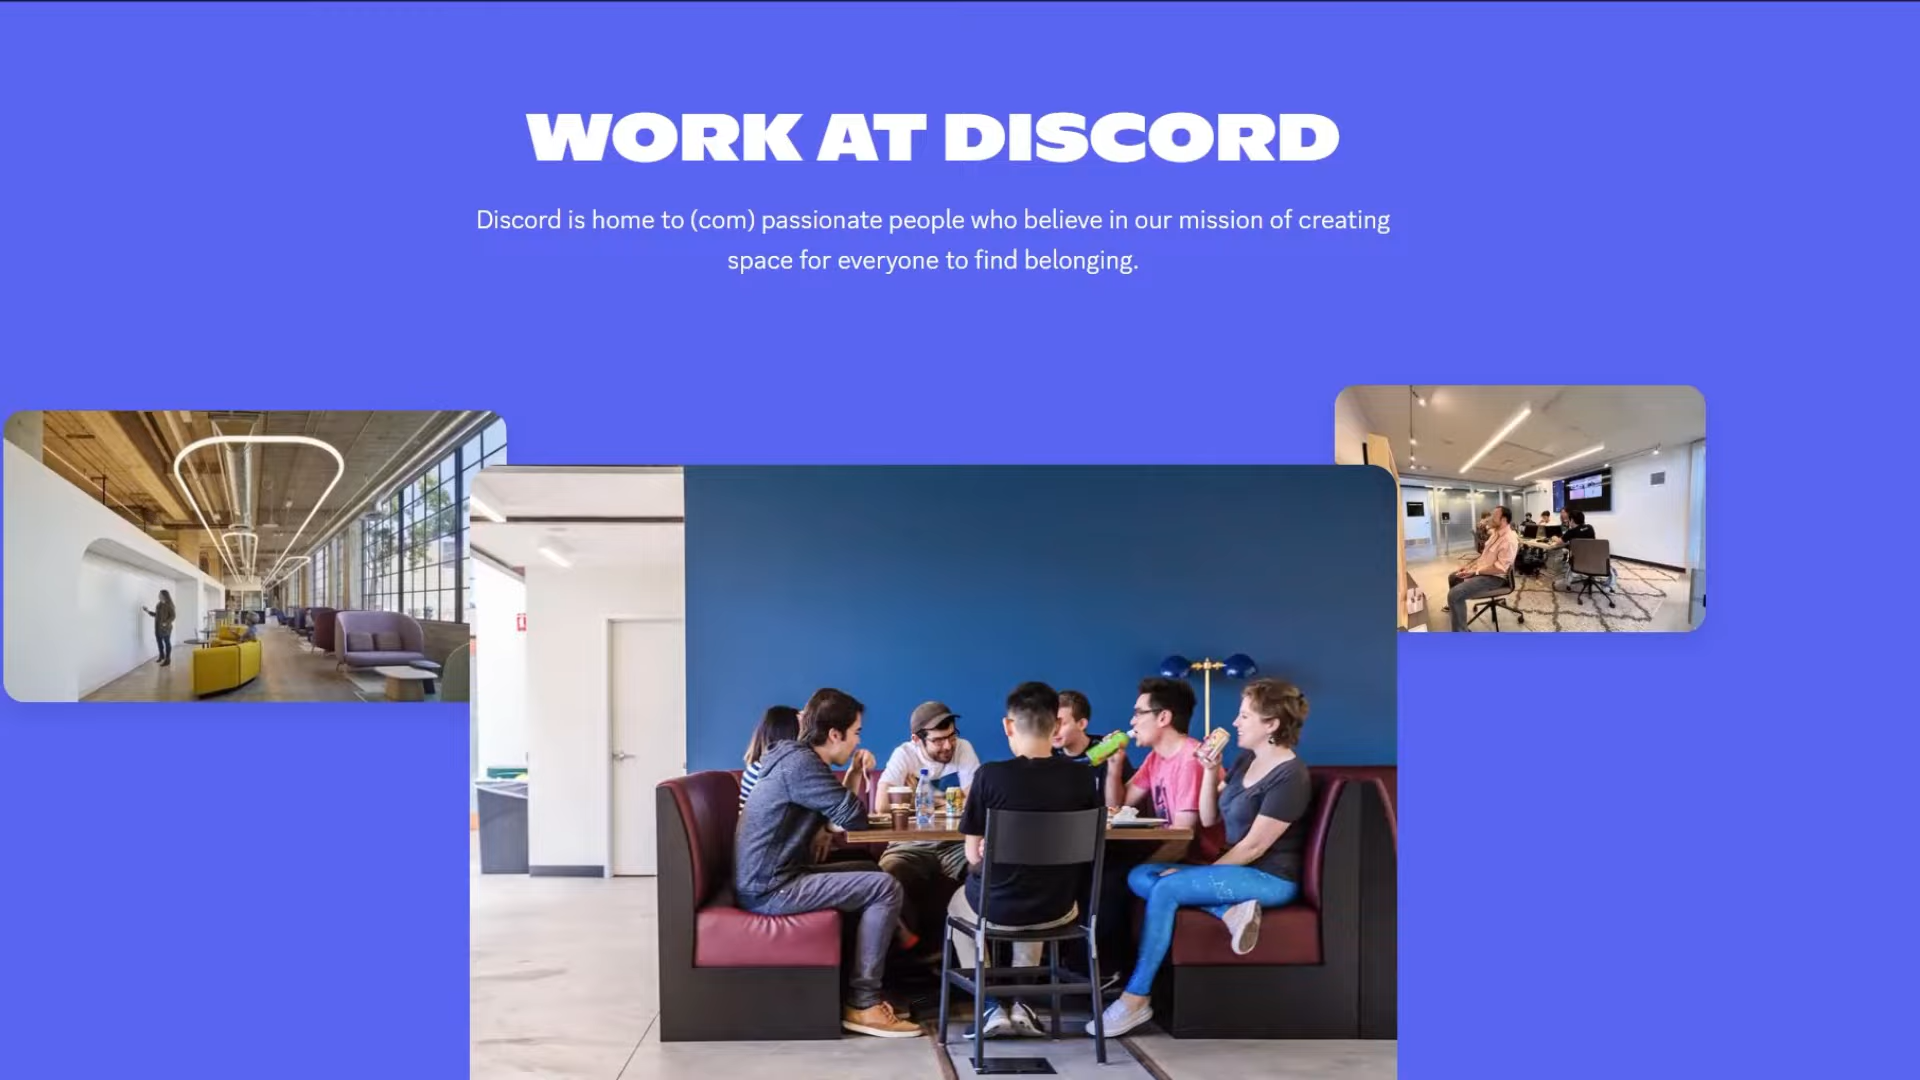 WORK AT DISCORD
Discord is home to (com) passionate people who believe in our mission of creating
space for everyone to find belonging.